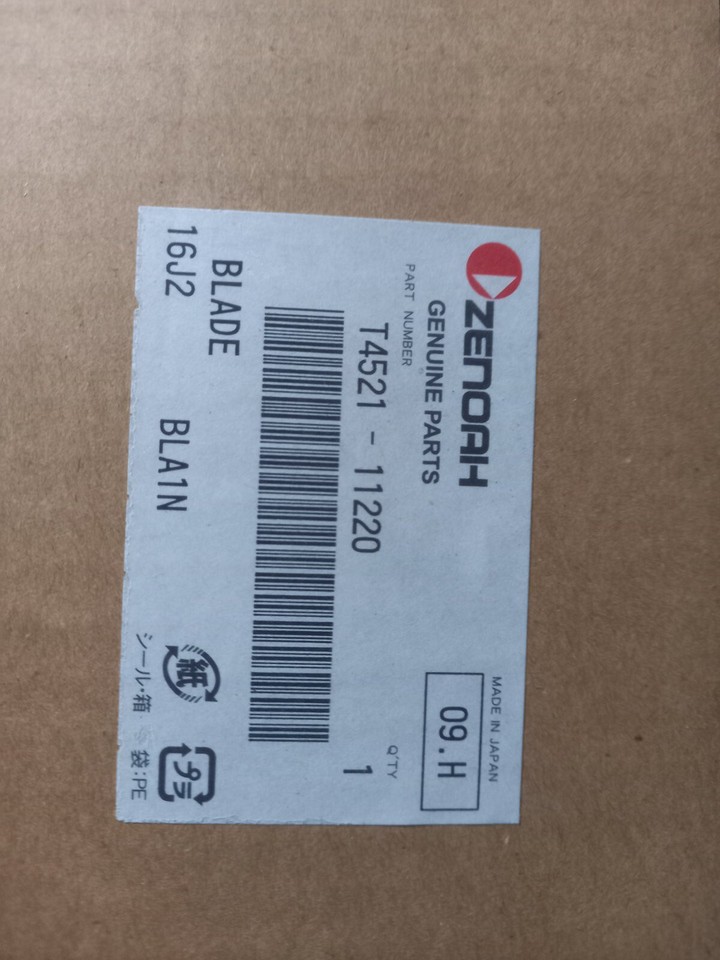 ZENOAH
GENUINE PARTS
MADE IN JAPAN
09.H
PART NUMBER
T4521-11220
Q'TY
1
BLADE
16J2 BLA1N
紙
プラ
シール・箱 袋:PE